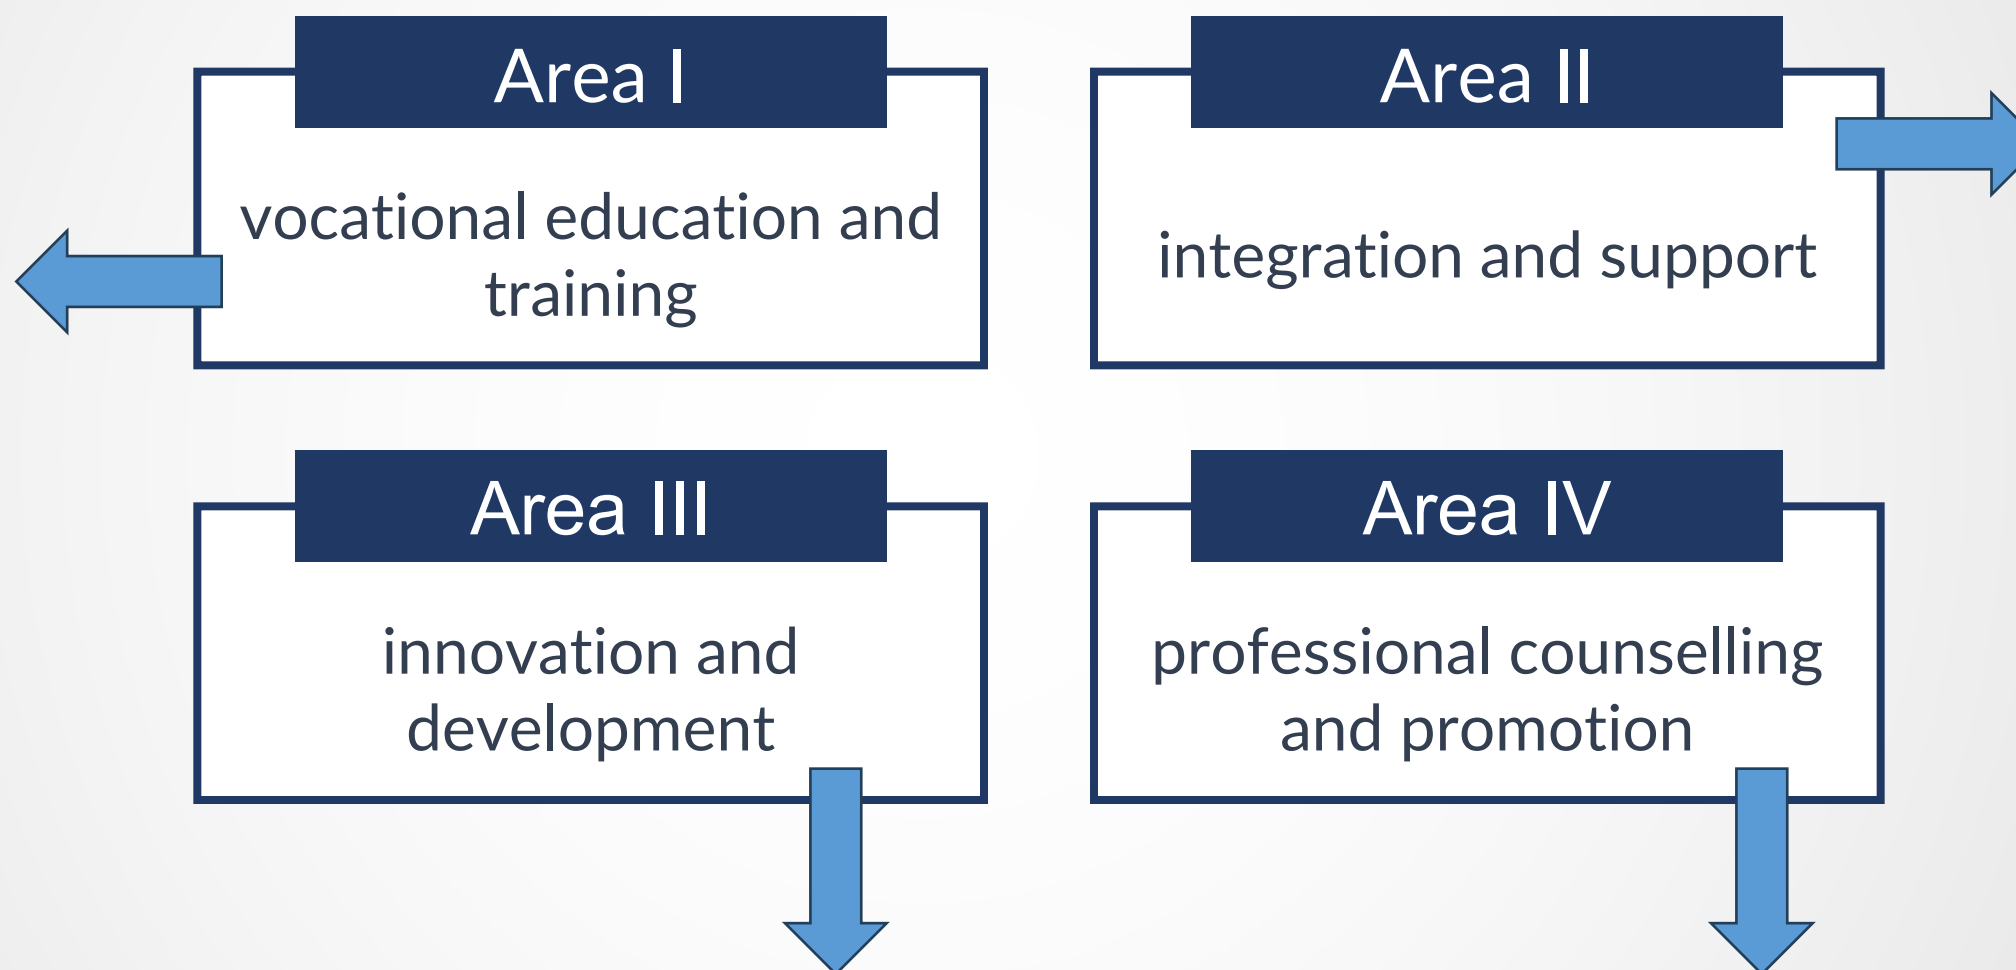 Area I
vocational education and
training
Area II
integration and support
Area III
innovation and
development
Area IV
professional counselling
and promotion